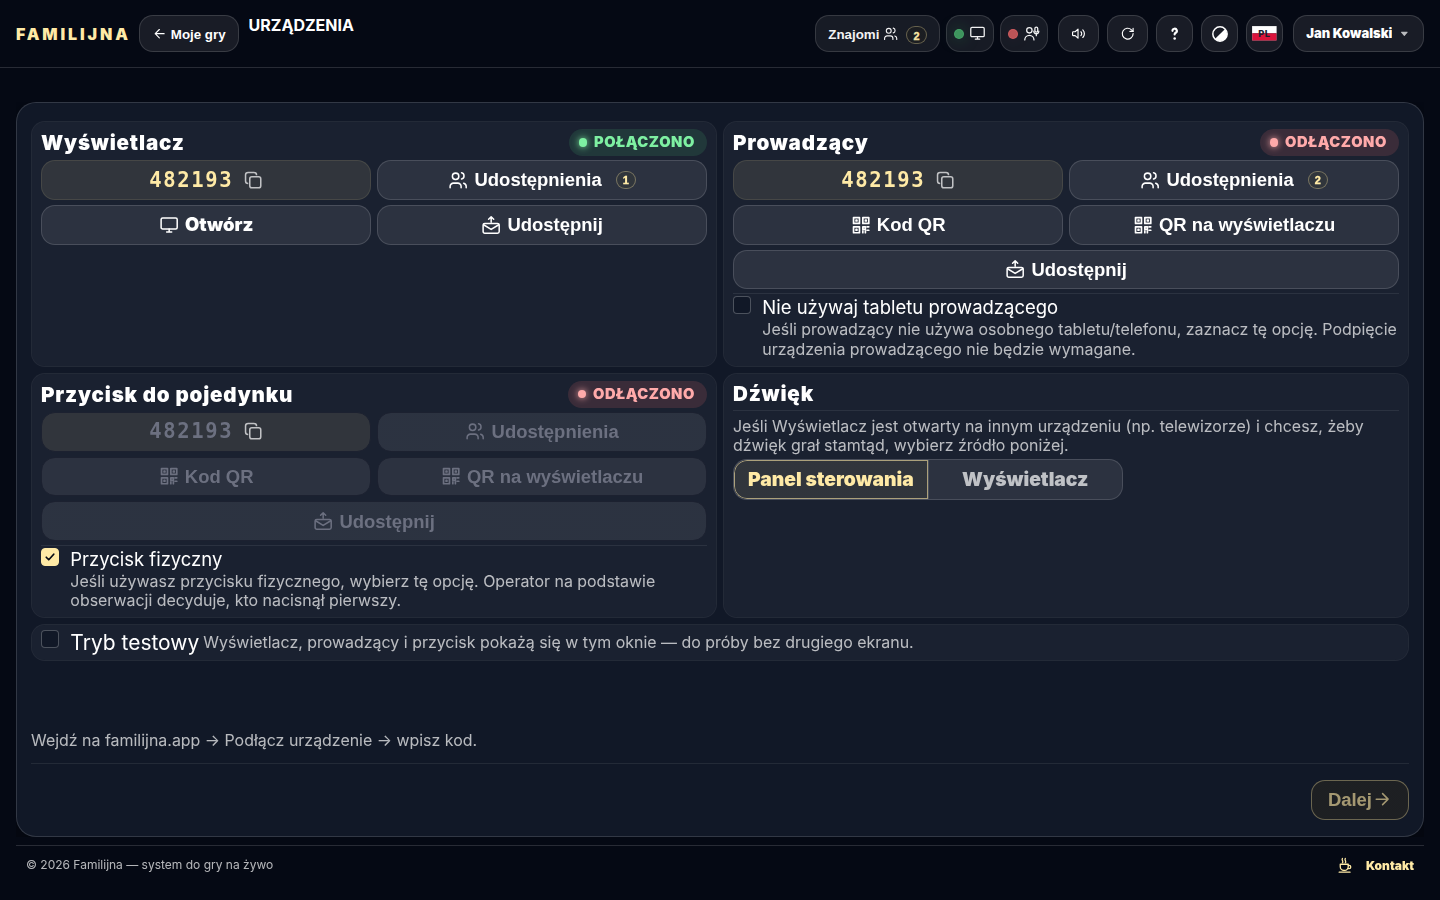 FAMILIJNA
← Moje gry
URZĄDZENIA
Znajomi 2
?
PL
Jan Kowalski
Wyświetlacz
POŁĄCZONO
482193
Udostępnienia 1
Otwórz
Udostępnij
Prowadzący
ODŁĄCZONO
482193
Udostępnienia 2
Kod QR
QR na wyświetlaczu
Udostępnij
Nie używaj tabletu prowadzącego
Jeśli prowadzący nie używa osobnego tabletu/telefonu, zaznacz tę opcję. Podpięcie
urządzenia prowadzącego nie będzie wymagane.
Przycisk do pojedynku
ODŁĄCZONO
482193
Udostępnienia
Kod QR
QR na wyświetlaczu
Udostępnij
Przycisk fizyczny
Jeśli używasz przycisku fizycznego, wybierz tę opcję. Operator na podstawie
obserwacji decyduje, kto nacisnął pierwszy.
Dźwięk
Jeśli Wyświetlacz jest otwarty na innym urządzeniu (np. telewizorze) i chcesz, żeby
dźwięk grał stamtąd, wybierz źródło poniżej.
Panel sterowania
Wyświetlacz
Tryb testowy Wyświetlacz, prowadzący i przycisk pokażą się w tym oknie — do próby bez drugiego ekranu.
Wejdź na familijna.app → Podłącz urządzenie → wpisz kod.
Dalej →
© 2026 Familijna — system do gry na żywo
Kontakt